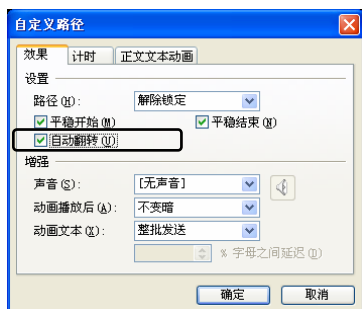 自定义路径
效果 计时 正文文本动画
设置
路径(H): 解除锁定
平稳开始(M) 平稳结束(N)
自动翻转(U)
增强
声音(S): [无声音]
动画播放后(A): 不变暗
动画文本(X): 整批发送
% 字母之间延迟(D)
确定 取消